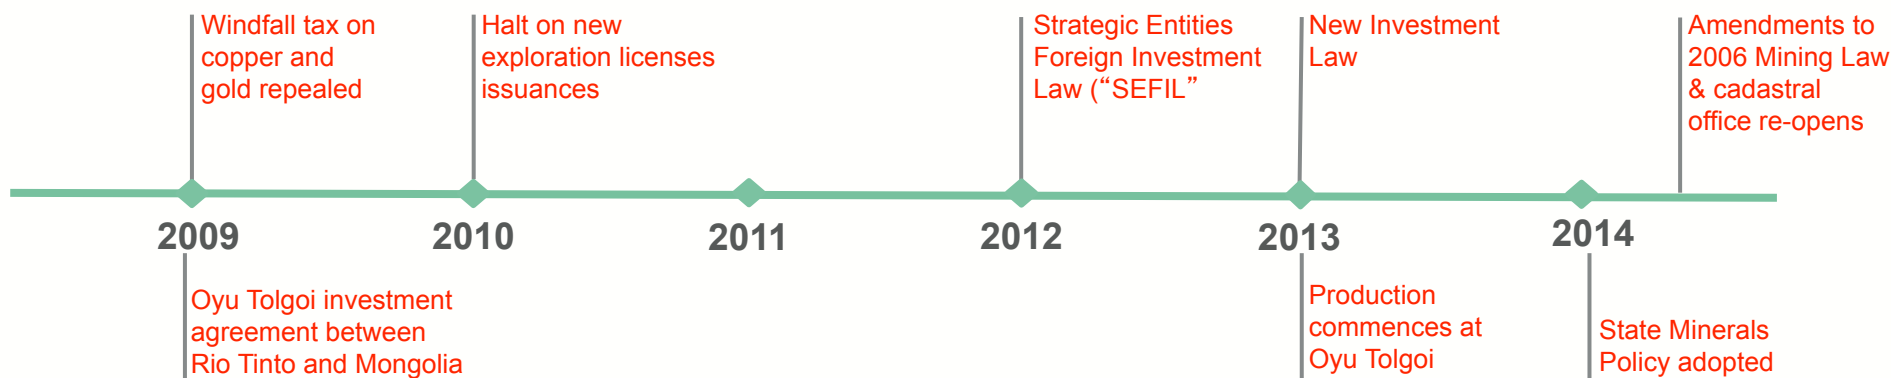 Windfall tax on
copper and
gold repealed
Halt on new
exploration licenses
issuances
Strategic Entities
Foreign Investment
Law (“SEFIL”
New Investment
Law
Amendments to
2006 Mining Law
& cadastral
office re-opens
2009
2010
2011
2012
2013
2014
Oyu Tolgoi investment
agreement between
Rio Tinto and Mongolia
Production
commences at
Oyu Tolgoi
State Minerals
Policy adopted